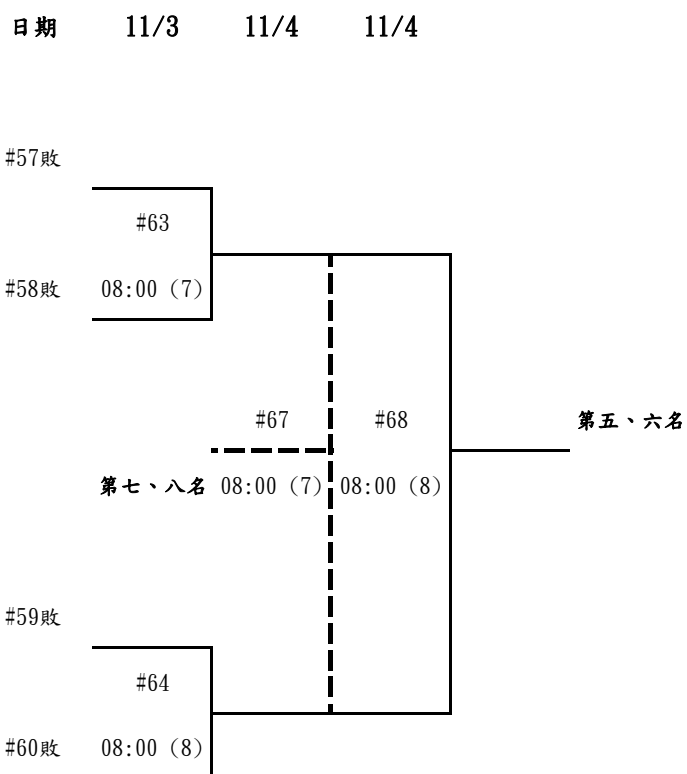 日期 11/3 11/4 11/4
#57敗
#63
#58敗 08:00 (7)
#67 #68 第五、六名
第七、八名 08:00 (7) 08:00 (8)
#59敗
#64
#60敗 08:00 (8)